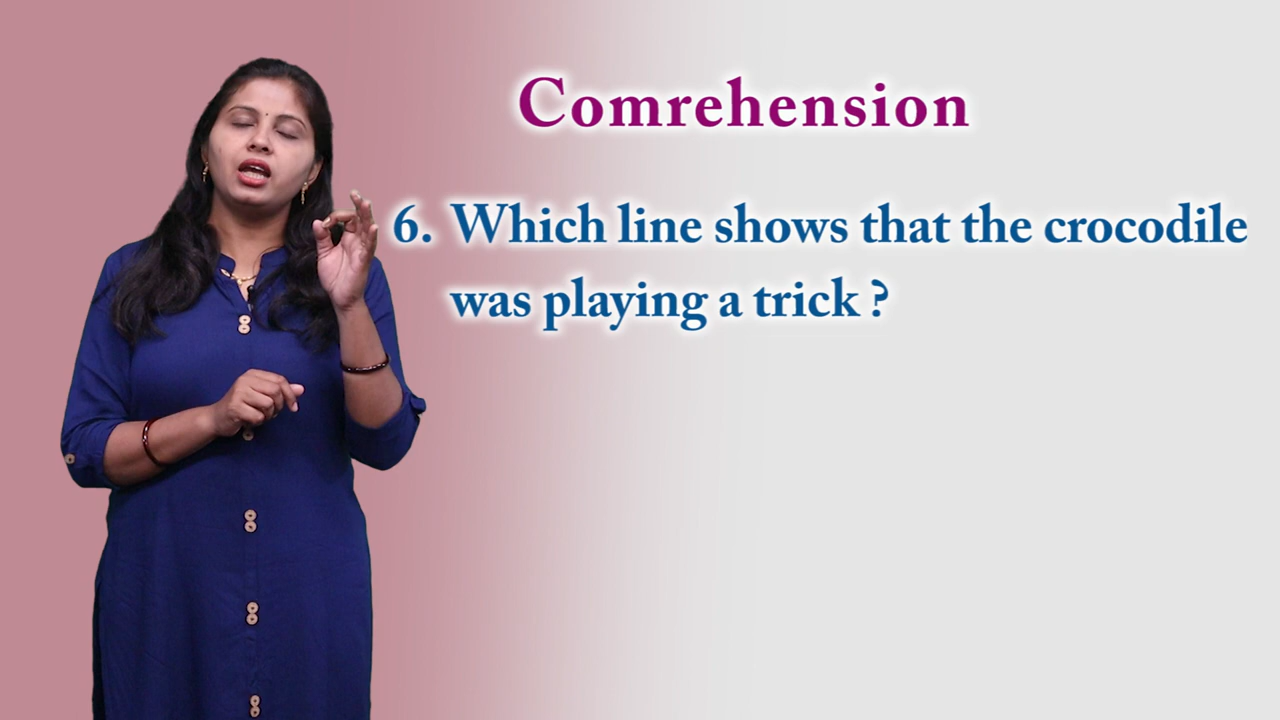 Comrehension
6. Which line shows that the crocodile
was playing a trick ?